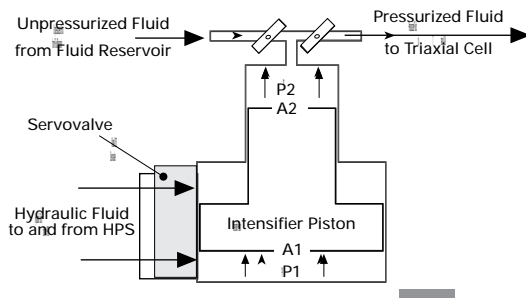 Unpressurized Fluid
from Fluid Reservoir
Pressurized Fluid
to Triaxial Cell
P2
A2
Servovalve
Hydraulic Fluid
to and from HPS
Intensifier Piston
A1
P1